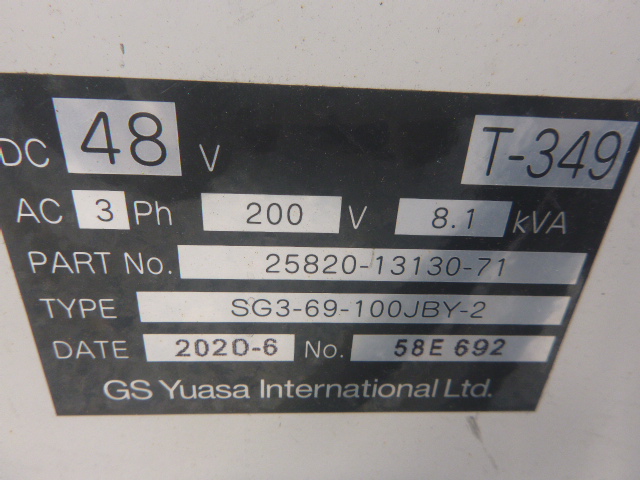 DC 48 V T-349
AC 3 Ph 200 V 8.1 kVA
PART No. 25820-13130-71
TYPE SG3-69-100JBY-2
DATE 2020-6 No. 58E 692
GS Yuasa International Ltd.